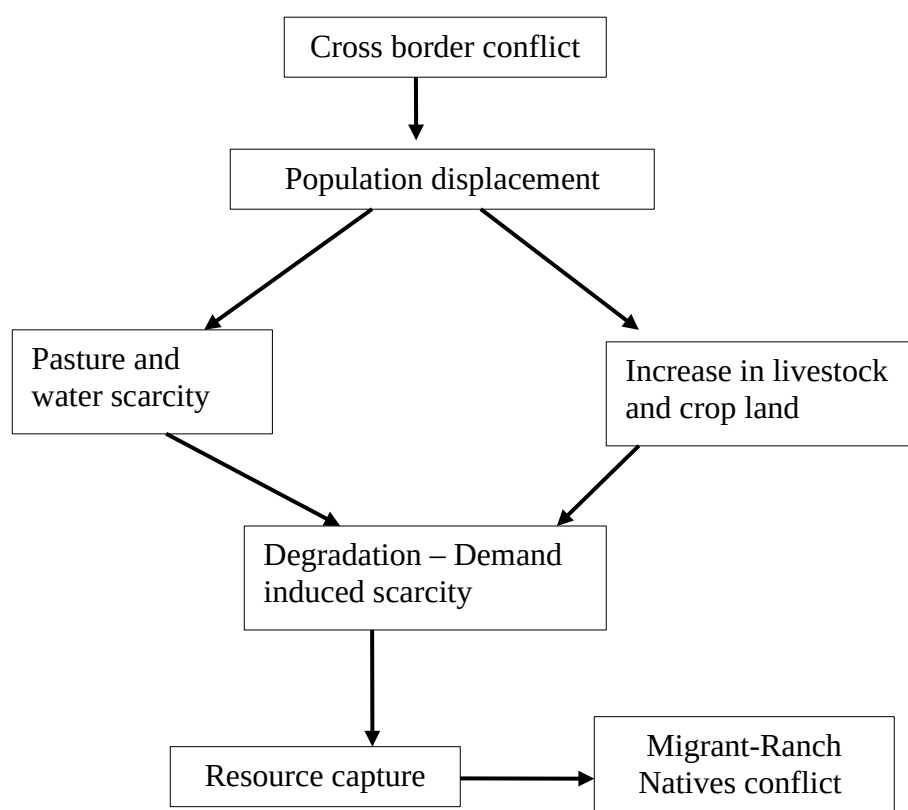 Cross border conflict
Population displacement
Pasture and
water scarcity
Increase in livestock
and crop land
Degradation – Demand
induced scarcity
Resource capture
Migrant-Ranch
Natives conflict